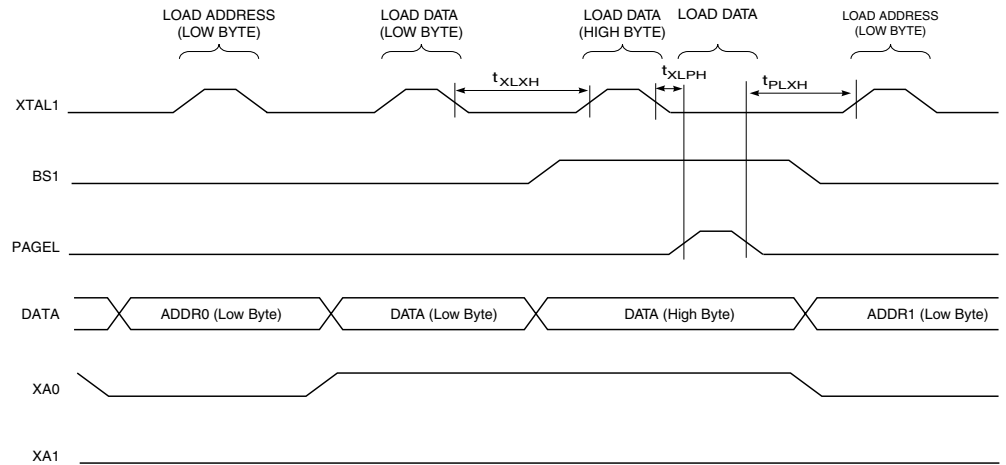 LOAD ADDRESS
(LOW BYTE)
LOAD DATA
(LOW BYTE)
LOAD DATA
(HIGH BYTE)
LOAD DATA
LOAD ADDRESS
(LOW BYTE)
tXLXH
tXLPH
tPLXH
XTAL1
BS1
PAGEL
DATA
ADDR0 (Low Byte)
DATA (Low Byte)
DATA (High Byte)
ADDR1 (Low Byte)
XA0
XA1